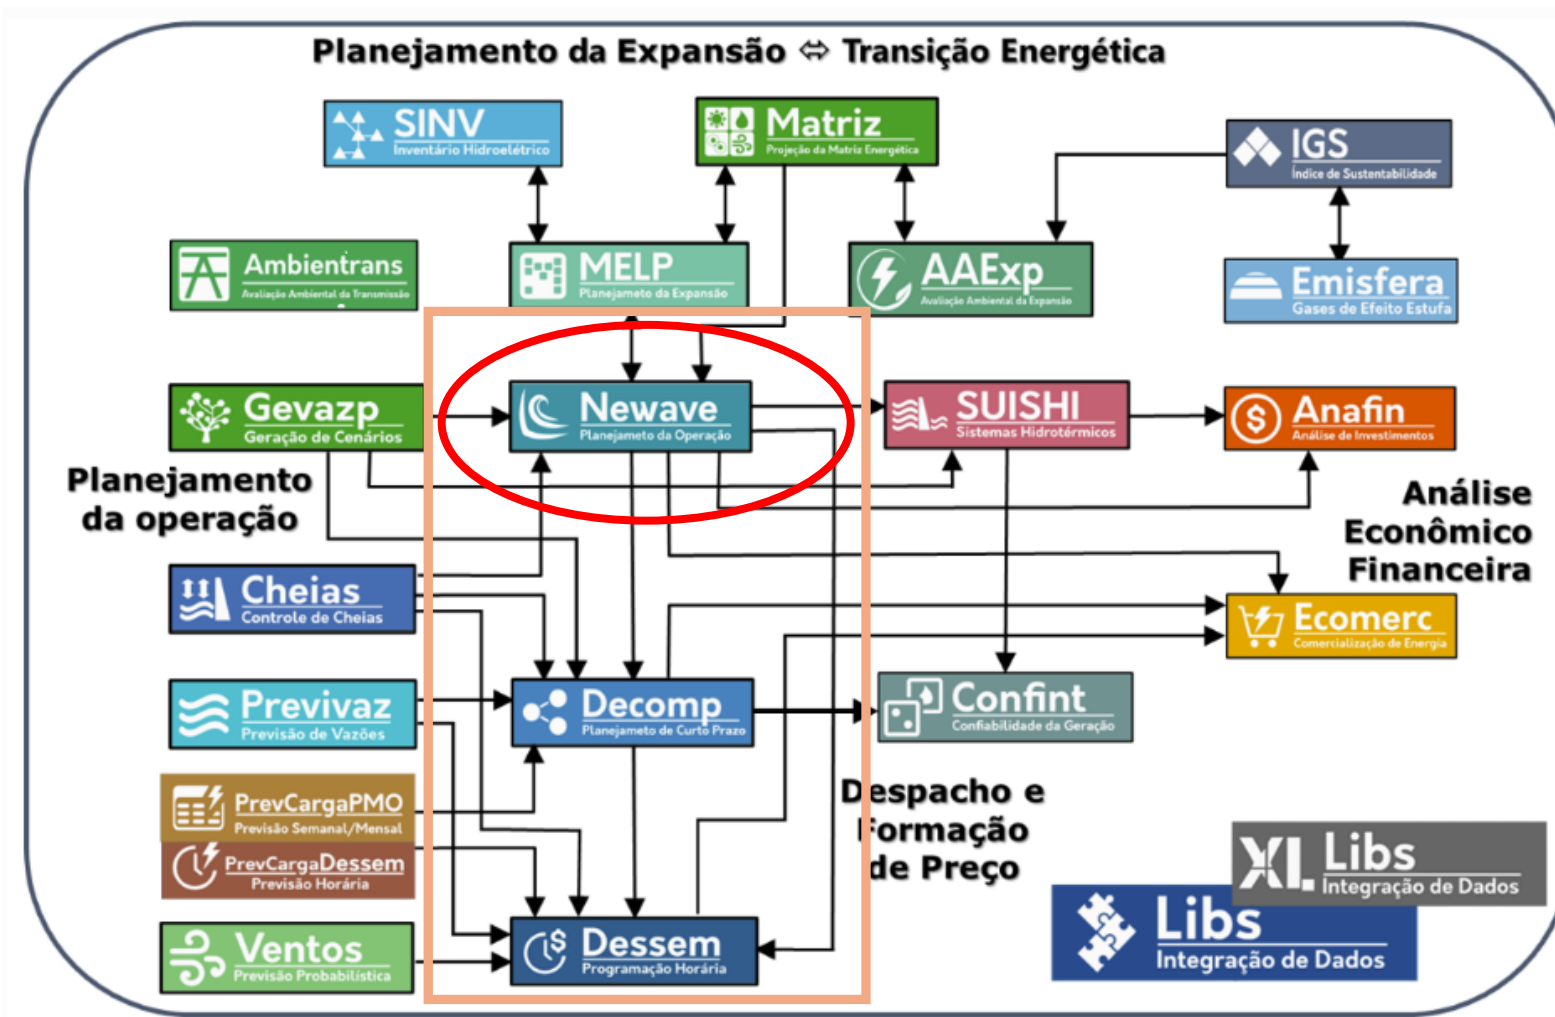 Planejamento da Expansão ⇔ Transição Energética
SINV
Inventário Hidroelétrico
Matriz
Projeção da Matriz Energética
IGS
Índice de Sustentabilidade
Ambientrans
Avaliação Ambiental da Transmissão
MELP
Planejameto da Expansão
AAExp
Avaliação Ambiental da Expansão
Emisfera
Gases de Efeito Estufa
Gevazp
Geração de Cenários
Newave
Planejameto da Operação
SUISHI
Sistemas Hidrotérmicos
Anafin
Análise de Investimentos
Planejamento
da operação
Análise
Econômico
Financeira
Cheias
Controle de Cheias
Ecomerc
Comercialização de Energia
Previvaz
Previsão de Vazões
Decomp
Planejameto de Curto Prazo
Confint
Confiabilidade da Geração
PrevCargaPMO
Previsão Semanal/Mensal
PrevCargaDessem
Previsão Horária
Despacho e
Formação
de Preço
XL Libs
Integração de Dados
Libs
Integração de Dados
Ventos
Previsão Probabilística
Dessem
Programação Horária